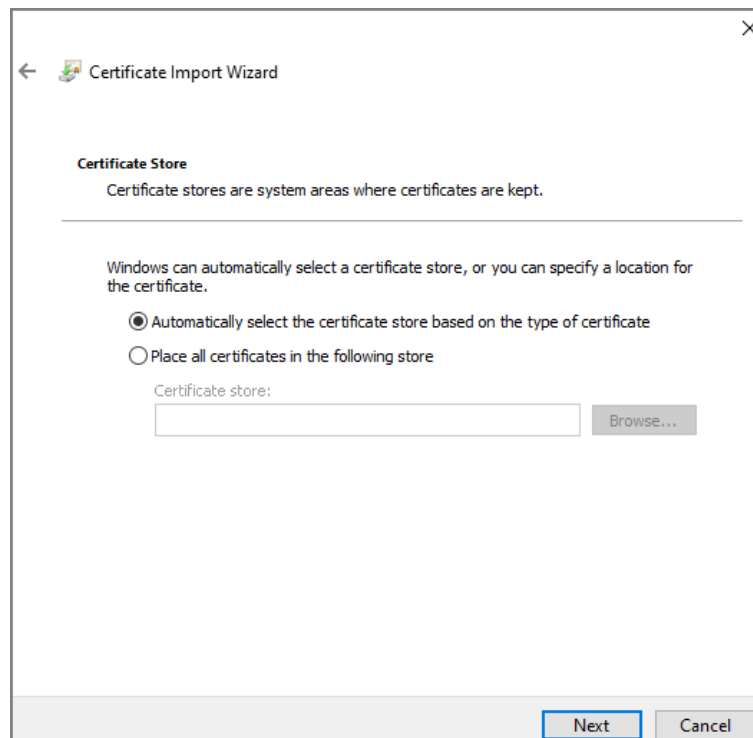 Certificate Import Wizard
Certificate Store
Certificate stores are system areas where certificates are kept.
Windows can automatically select a certificate store, or you can specify a location for
the certificate.
Automatically select the certificate store based on the type of certificate
Place all certificates in the following store
Certificate store:
Browse...
Next
Cancel